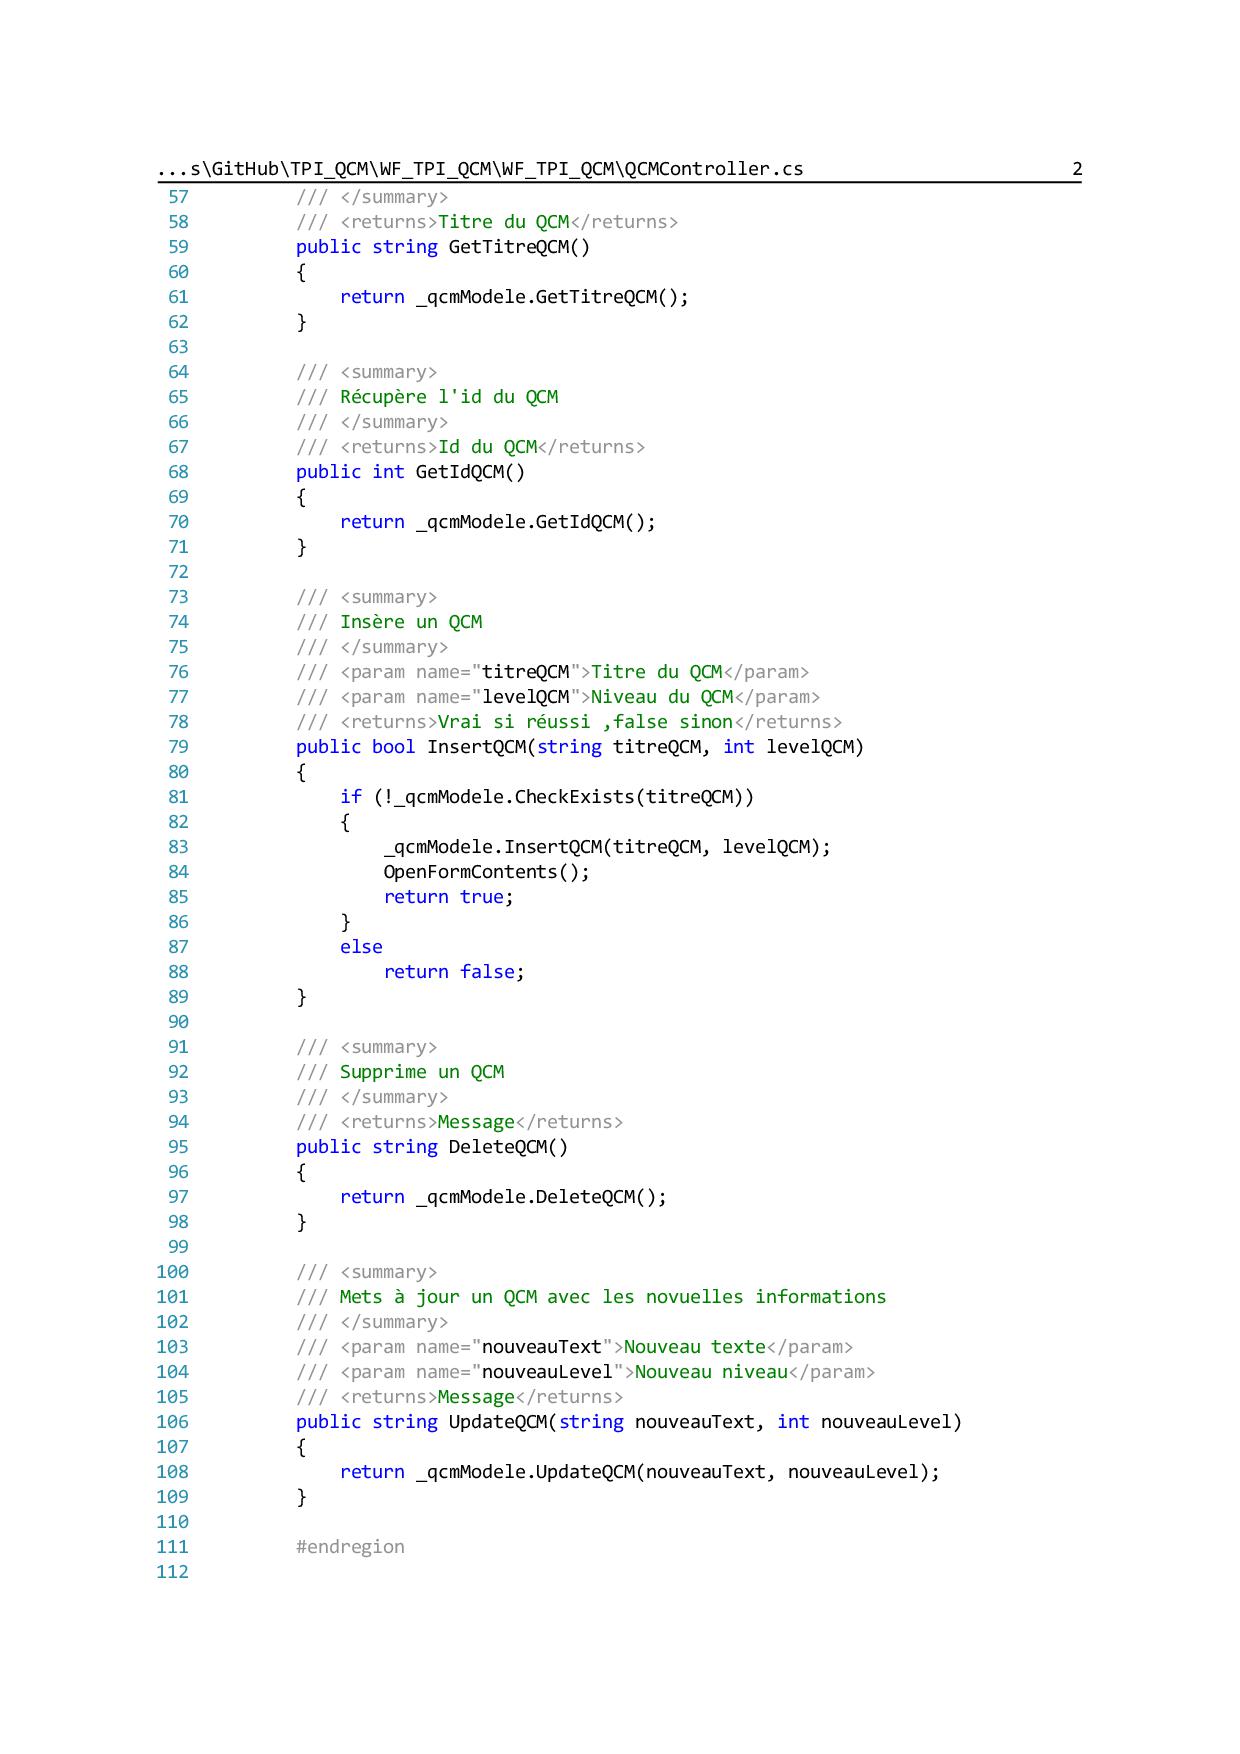 ...s\GitHub\TPI_QCM\WF_TPI_QCM\WF_TPI_QCM\QCMController.cs 2
57 /// </summary>
58 /// <returns>Titre du QCM</returns>
59 public string GetTitreQCM()
60 {
61 return _qcmModele.GetTitreQCM();
62 }
63
64 /// <summary>
65 /// Récupère l'id du QCM
66 /// </summary>
67 /// <returns>Id du QCM</returns>
68 public int GetIdQCM()
69 {
70 return _qcmModele.GetIdQCM();
71 }
72
73 /// <summary>
74 /// Insère un QCM
75 /// </summary>
76 /// <param name="titreQCM">Titre du QCM</param>
77 /// <param name="levelQCM">Niveau du QCM</param>
78 /// <returns>Vrai si réussi ,false sinon</returns>
79 public bool InsertQCM(string titreQCM, int levelQCM)
80 {
81 if (!_qcmModele.CheckExists(titreQCM))
82 {
83 _qcmModele.InsertQCM(titreQCM, levelQCM);
84 OpenFormContents();
85 return true;
86 }
87 else
88 return false;
89 }
90
91 /// <summary>
92 /// Supprime un QCM
93 /// </summary>
94 /// <returns>Message</returns>
95 public string DeleteQCM()
96 {
97 return _qcmModele.DeleteQCM();
98 }
99
100 /// <summary>
101 /// Mets à jour un QCM avec les novuelles informations
102 /// </summary>
103 /// <param name="nouveauText">Nouveau texte</param>
104 /// <param name="nouveauLevel">Nouveau niveau</param>
105 /// <returns>Message</returns>
106 public string UpdateQCM(string nouveauText, int nouveauLevel)
107 {
108 return _qcmModele.UpdateQCM(nouveauText, nouveauLevel);
109 }
110
111 #endregion
112